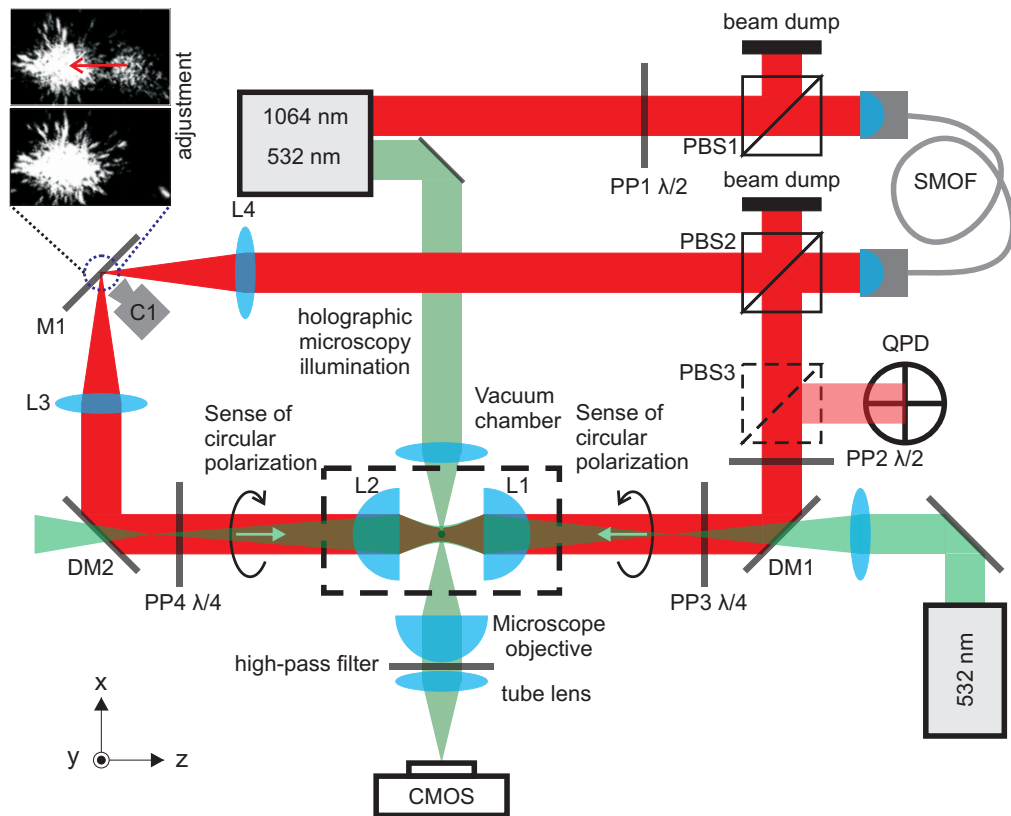 beam dump
adjustment
1064 nm
532 nm
PBS1
PP1 λ/2
SMOF
beam dump
L4
PBS2
M1
C1
holographic
microscopy
illumination
QPD
PBS3
L3
Sense of
circular
polarization
Vacuum
chamber
Sense of
circular
polarization
PP2 λ/2
L2
L1
DM2
PP4 λ/4
PP3 λ/4
DM1
Microscope
objective
high-pass filter
tube lens
532 nm
x
y
z
CMOS